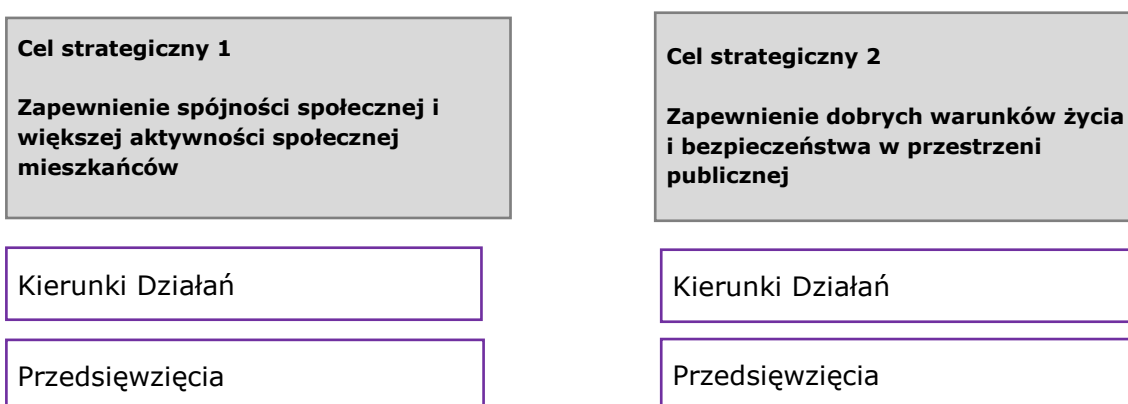 Cel strategiczny 1
Zapewnienie spójności społecznej i
większej aktywności społecznej
mieszkańców
Kierunki Działań
Przedsięwzięcia
Cel strategiczny 2
Zapewnienie dobrych warunków życia
i bezpieczeństwa w przestrzeni
publicznej
Kierunki Działań
Przedsięwzięcia